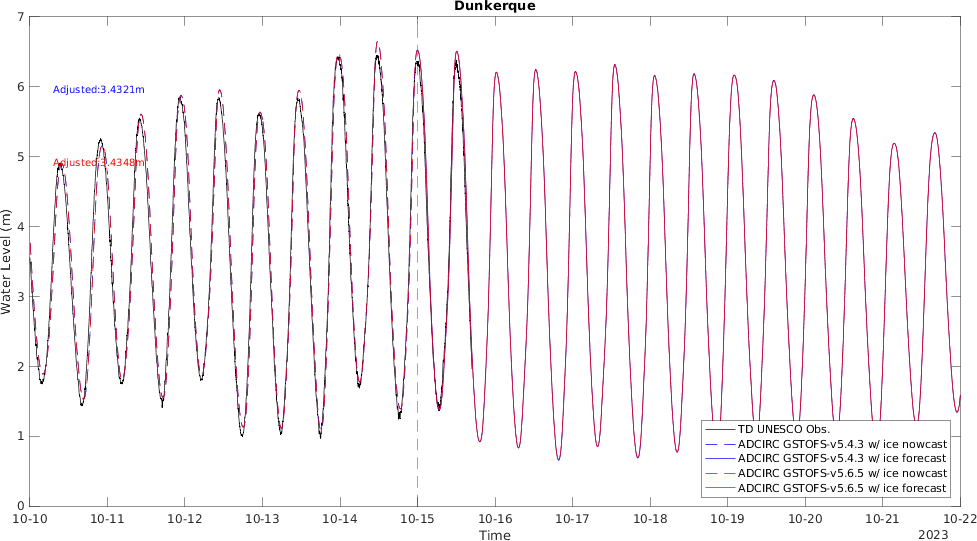 Dunkerque
7
6
5
4
3
2
1
0
Water Level (m)
Adjusted:3.4321m
Adjusted:3.4348m
TD UNESCO Obs.
ADCIRC GSTOFS-v5.4.3 w/ ice nowcast
ADCIRC GSTOFS-v5.4.3 w/ ice forecast
ADCIRC GSTOFS-v5.6.5 w/ ice nowcast
ADCIRC GSTOFS-v5.6.5 w/ ice forecast
10-10 10-11 10-12 10-13 10-14 10-15 10-16 10-17 10-18 10-19 10-20 10-21 10-22
Time
2023